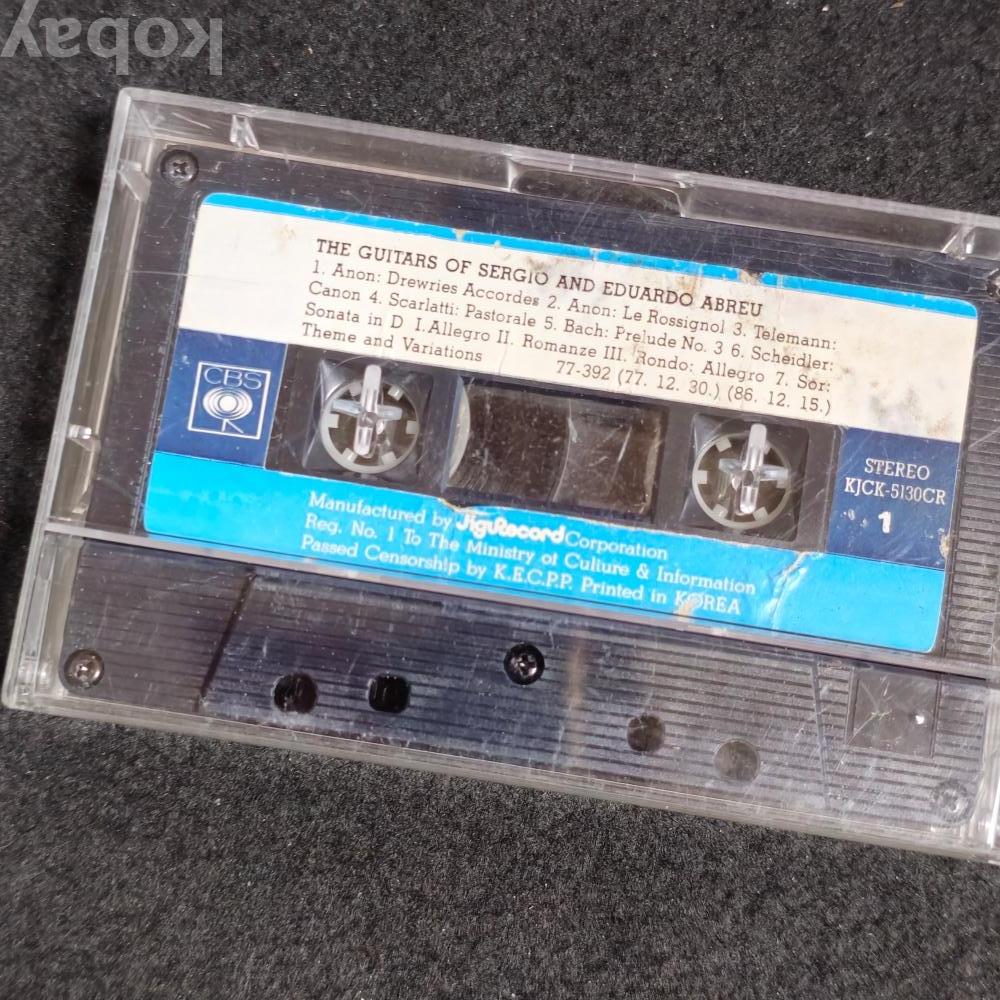 kobay
THE GUITARS OF SERGIO AND EDUARDO ABREU
1. Anon: Drewries Accordes 2. Anon: Le Rossignol 3. Telemann:
Canon 4. Scarlatti: Pastorale 5. Bach: Prelude No. 3 6. Scheidler:
Sonata in D I.Allegro II. Romanze III. Rondo: Allegro 7. Sor:
Theme and Variations 77-392 (77. 12. 30.) (86. 12. 15.)
CBS
STEREO
KJCK-5130CR
1
Manufactured by JiguRecord Corporation
Reg. No. 1 To The Ministry of Culture & Information
Passed Censorship by K.E.C.P.P. Printed in KOREA